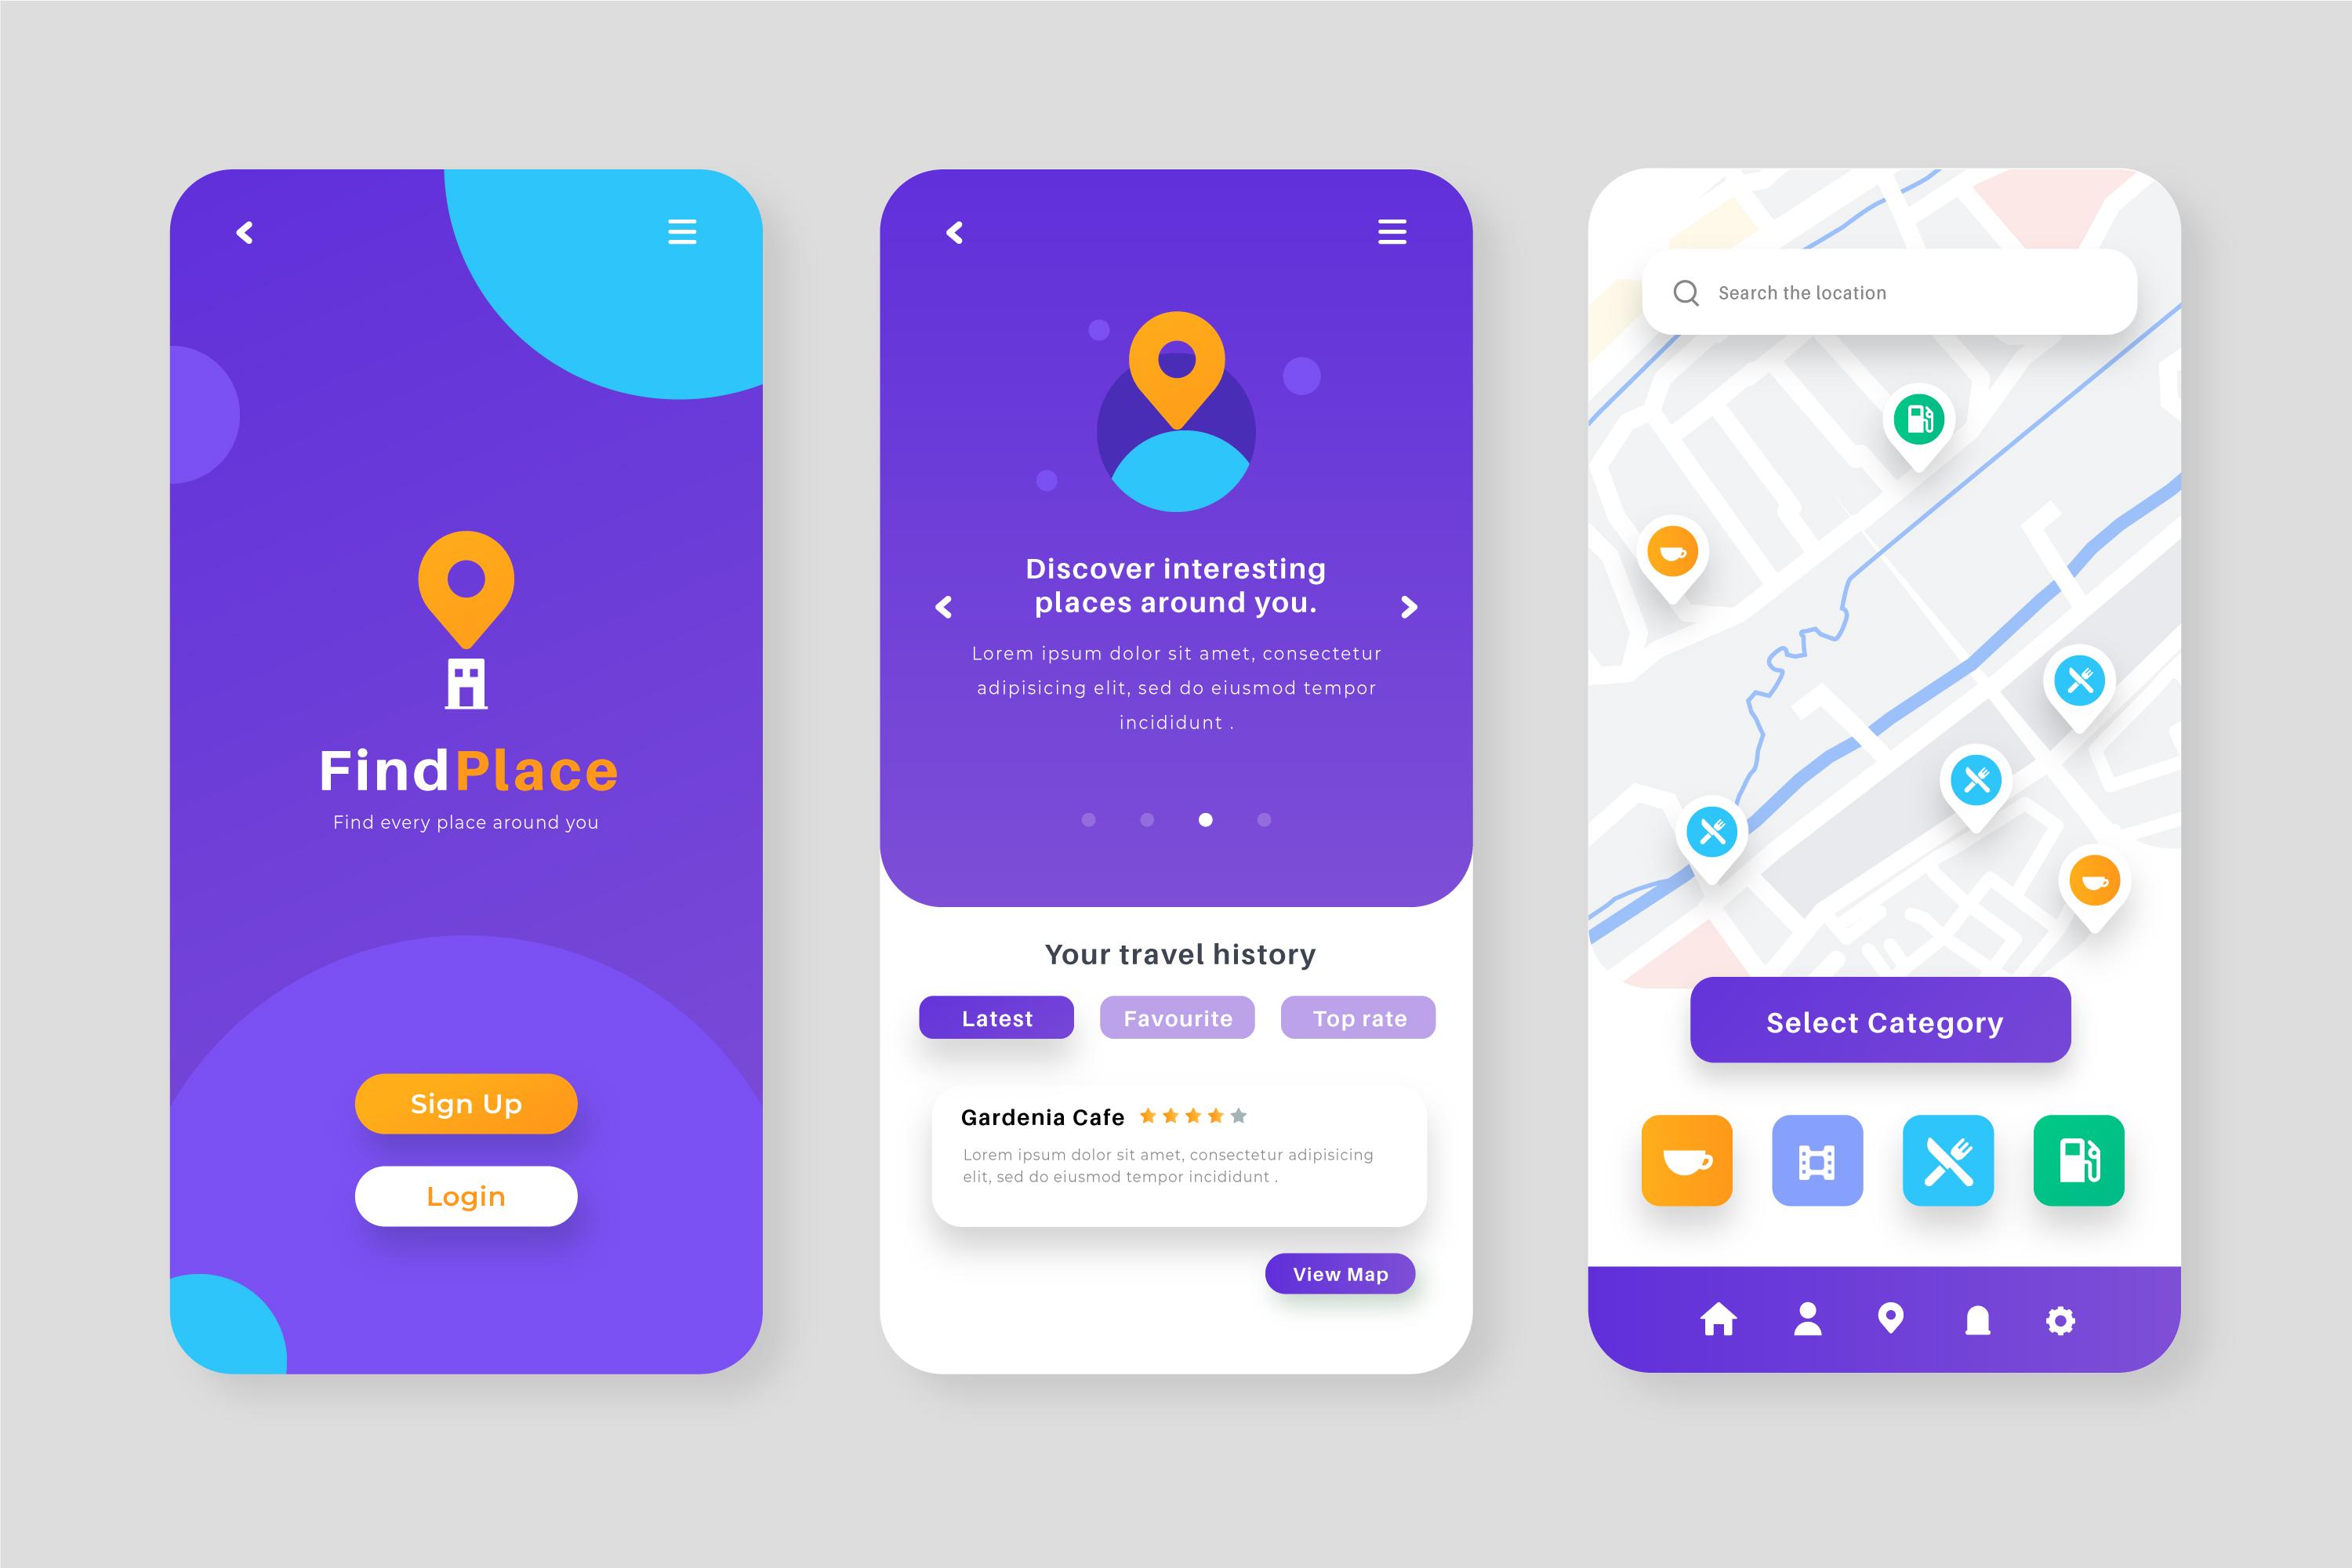 FindPlace
Find every place around you
Sign Up
Login
Discover interesting
places around you.
Lorem ipsum dolor sit amet, consectetur
adipisicing elit, sed do eiusmod tempor
incididunt .
Your travel history
Latest Favourite Top rate
Gardenia Cafe
Lorem ipsum dolor sit amet, consectetur adipisicing
elit, sed do eiusmod tempor incididunt .
View Map
Search the location
Select Category